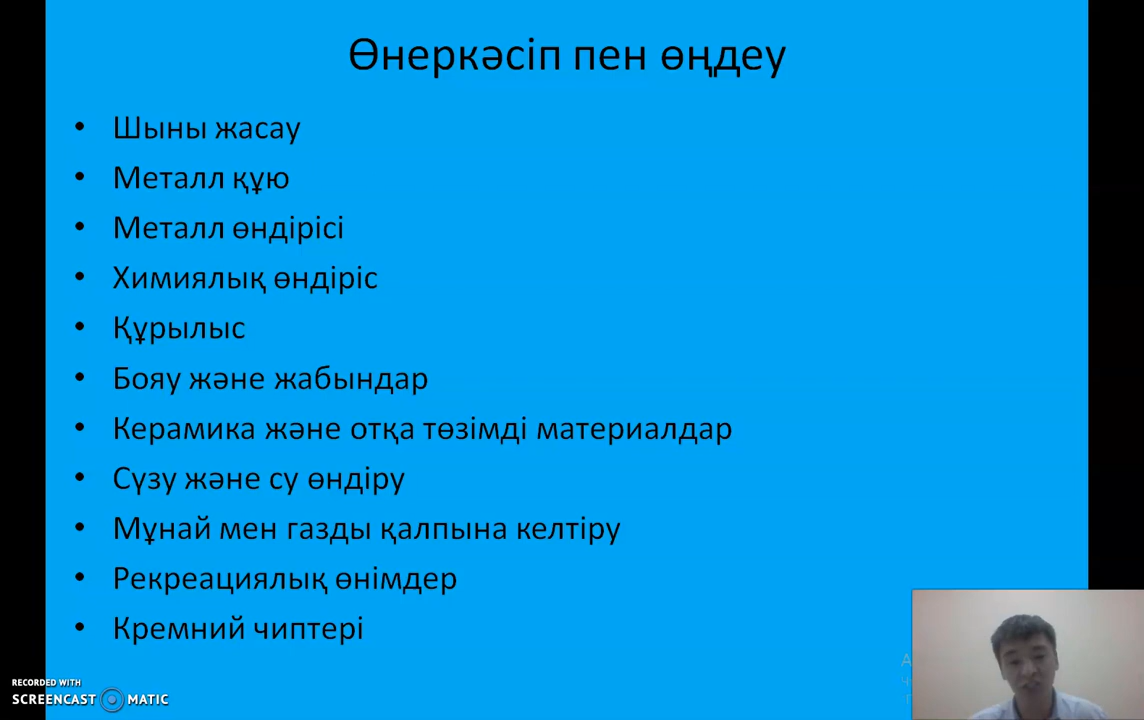 Өнеркәсіп пен өңдеу
• Шыны жасау
• Металл құю
• Металл өндірісі
• Химиялық өндіріс
• Құрылыс
• Бояу және жабындар
• Керамика және отқа төзімді материалдар
• Сүзу және су өндіру
• Мұнай мен газды қалпына келтіру
• Рекреациялық өнімдер
• Кремний чиптері
RECORDED WITH
SCREENCAST MATIC